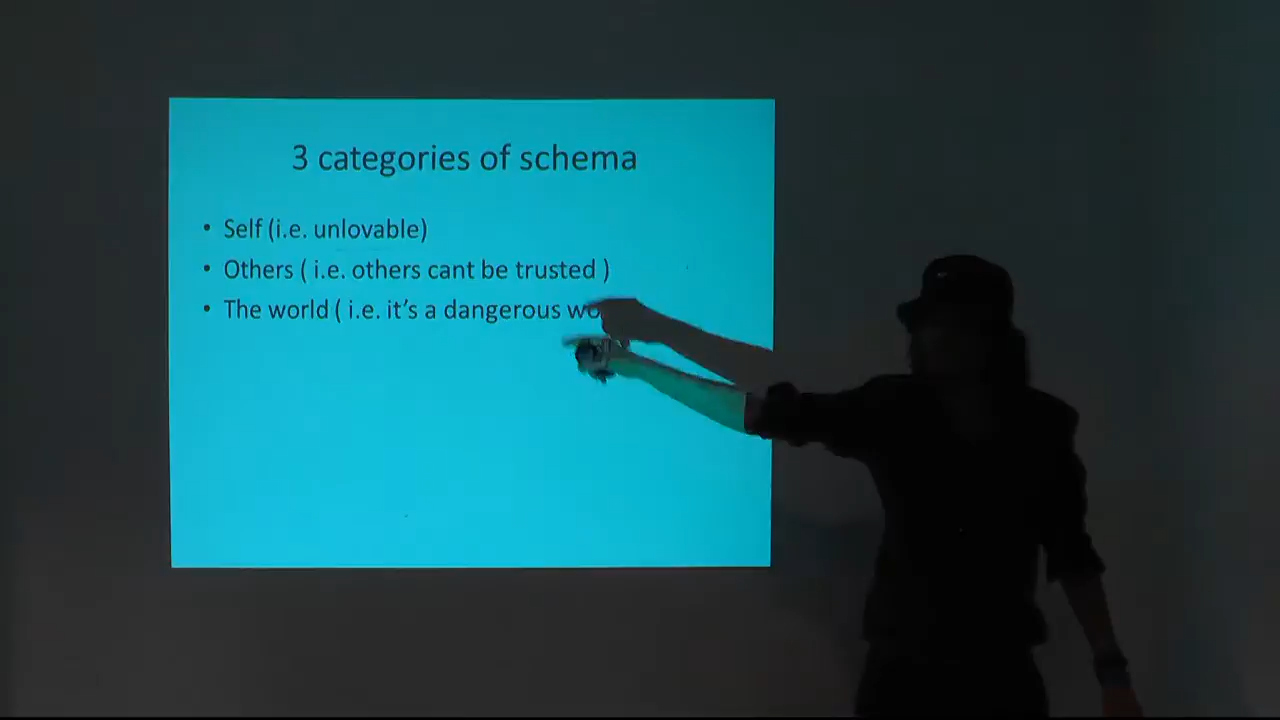 3 categories of schema
• Self (i.e. unlovable)
• Others ( i.e. others cant be trusted )
• The world ( i.e. it's a dangerous